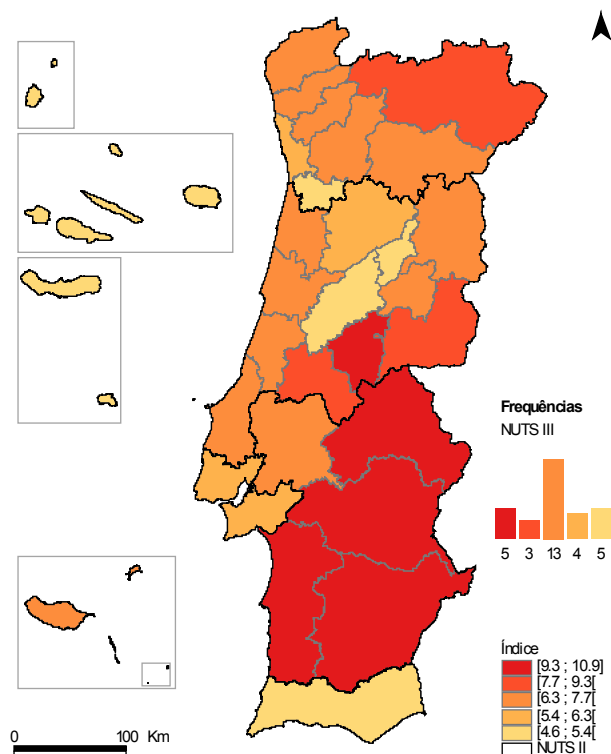 Frequências
NUTS III
5 3 13 4 5
Índice
[9.3 ; 10.9]
[7.7 ; 9.3[
[6.3 ; 7.7[
[5.4 ; 6.3[
[4.6 ; 5.4[
NUTS II
0 100 Km